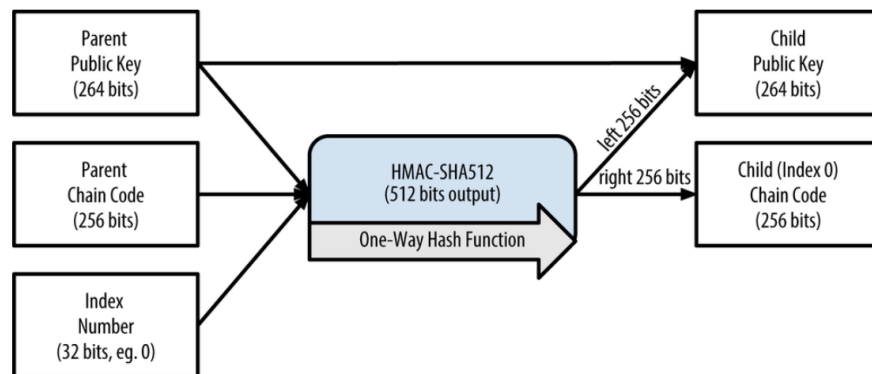 Parent
Public Key
(264 bits)
Child
Public Key
(264 bits)
left 256 bits
Parent
Chain Code
(256 bits)
HMAC-SHA512
(512 bits output)
One-Way Hash Function
right 256 bits
Child (Index 0)
Chain Code
(256 bits)
Index
Number
(32 bits, eg. 0)